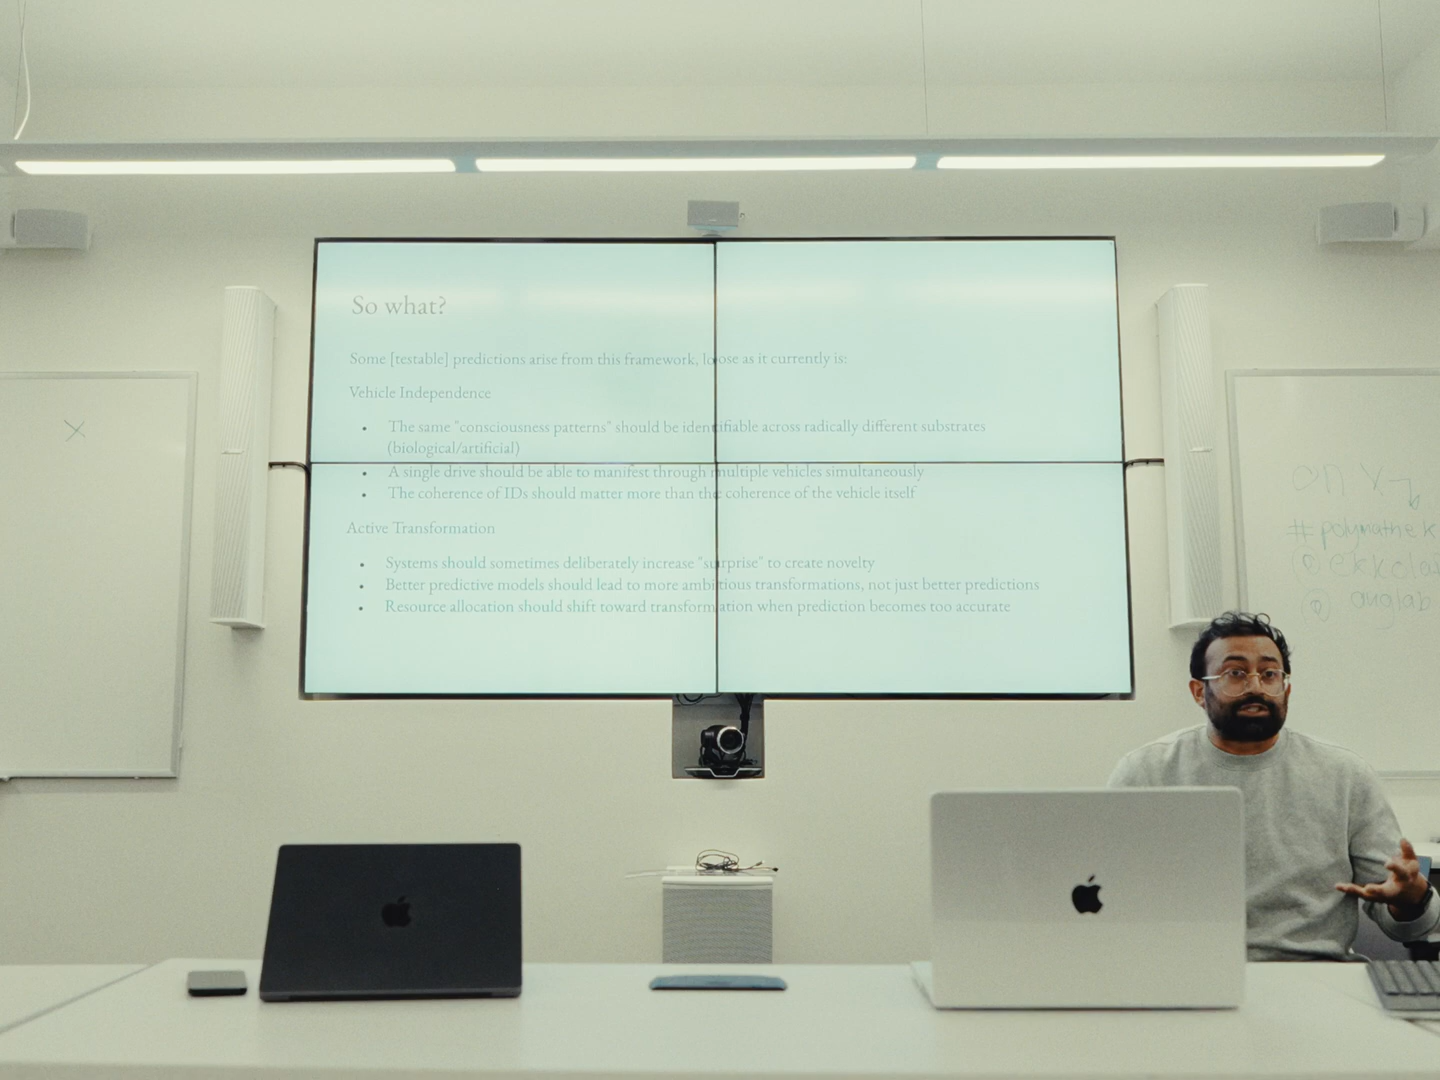 So what?
Some [testable] predictions arise from this framework, loose as it currently is:
Vehicle Independence
• The same "consciousness patterns" should be identifiable across radically different substrates
(biological/artificial)
• A single drive should be able to manifest through multiple vehicles simultaneously
• The coherence of IDs should matter more than the coherence of the vehicle itself
Active Transformation
• Systems should sometimes deliberately increase "surprise" to create novelty
• Better predictive models should lead to more ambitious transformations, not just better predictions
• Resource allocation should shift toward transformation when prediction becomes too accurate
X
on X
#polymathek